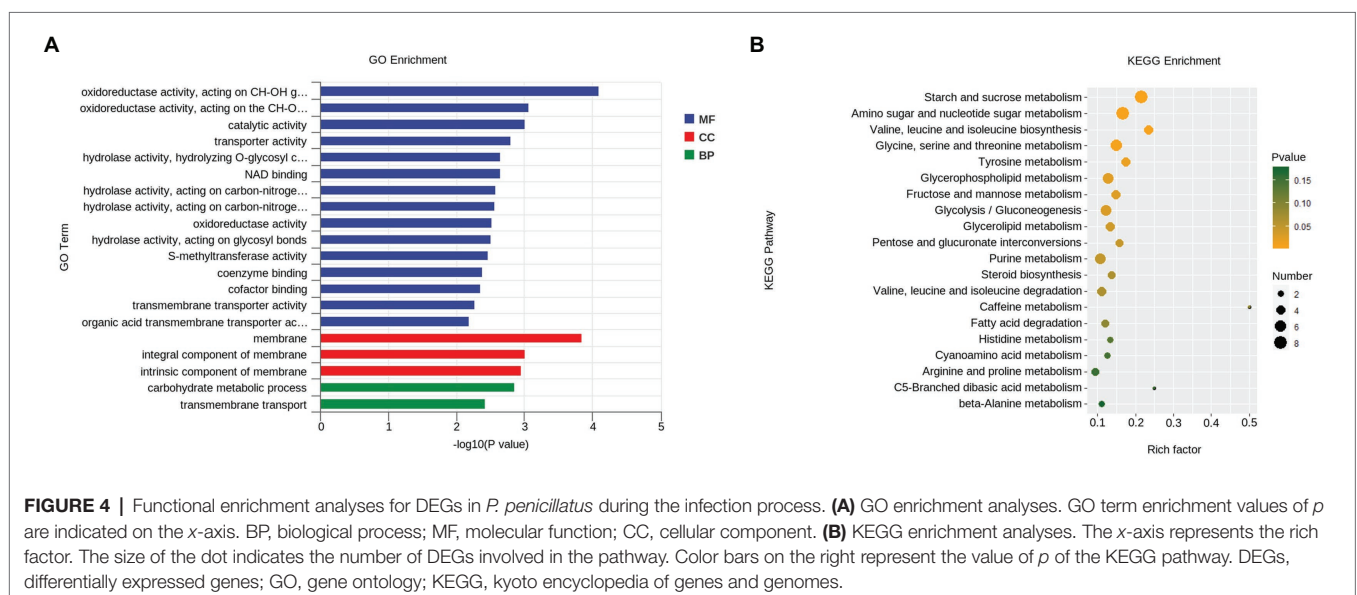 A
GO Enrichment
GO Term
oxidoreductase activity, acting on CH-OH g...
oxidoreductase activity, acting on the CH-O...
catalytic activity
transporter activity
hydrolase activity, hydrolyzing O-glycosyl c...
NAD binding
hydrolase activity, acting on carbon-nitroge...
hydrolase activity, acting on carbon-nitroge...
oxidoreductase activity
hydrolase activity, acting on glycosyl bonds
S-methyltransferase activity
coenzyme binding
cofactor binding
transmembrane transporter activity
organic acid transmembrane transporter ac...
membrane
integral component of membrane
intrinsic component of membrane
carbohydrate metabolic process
transmembrane transport
0 1 2 3 4 5
-log10(P value)
MF
CC
BP
B
KEGG Enrichment
KEGG Pathway
Starch and sucrose metabolism
Amino sugar and nucleotide sugar metabolism
Valine, leucine and isoleucine biosynthesis
Glycine, serine and threonine metabolism
Tyrosine metabolism
Glycerophospholipid metabolism
Fructose and mannose metabolism
Glycolysis / Gluconeogenesis
Glycerolipid metabolism
Pentose and glucuronate interconversions
Purine metabolism
Steroid biosynthesis
Valine, leucine and isoleucine degradation
Caffeine metabolism
Fatty acid degradation
Histidine metabolism
Cyanoamino acid metabolism
Arginine and proline metabolism
C5-Branched dibasic acid metabolism
beta-Alanine metabolism
0.1 0.2 0.3 0.4 0.5
Rich factor
Pvalue
0.15
0.10
0.05
Number
2
4
6
8
FIGURE 4 | Functional enrichment analyses for DEGs in P. penicillatus during the infection process. (A) GO enrichment analyses. GO term enrichment values of p
are indicated on the x-axis. BP, biological process; MF, molecular function; CC, cellular component. (B) KEGG enrichment analyses. The x-axis represents the rich
factor. The size of the dot indicates the number of DEGs involved in the pathway. Color bars on the right represent the value of p of the KEGG pathway. DEGs,
differentially expressed genes; GO, gene ontology; KEGG, kyoto encyclopedia of genes and genomes.